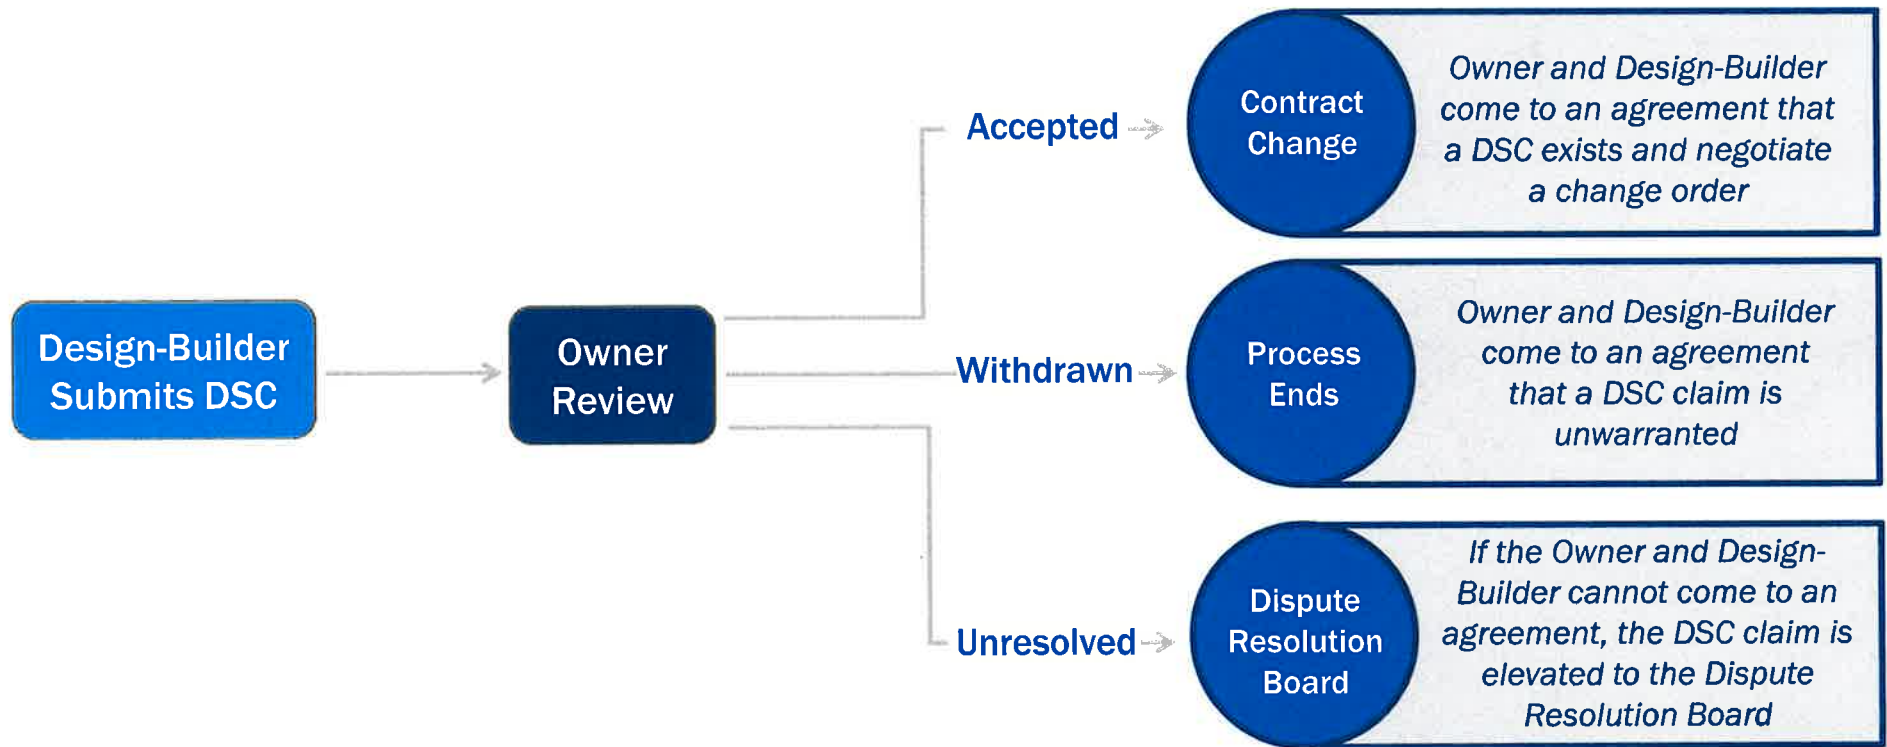 Design-Builder
Submits DSC
Owner
Review
Accepted
Contract
Change
Owner and Design-Builder
come to an agreement that
a DSC exists and negotiate
a change order
Withdrawn
Process
Ends
Owner and Design-Builder
come to an agreement
that a DSC claim is
unwarranted
Unresolved
Dispute
Resolution
Board
If the Owner and Design-
Builder cannot come to an
agreement, the DSC claim is
elevated to the Dispute
Resolution Board